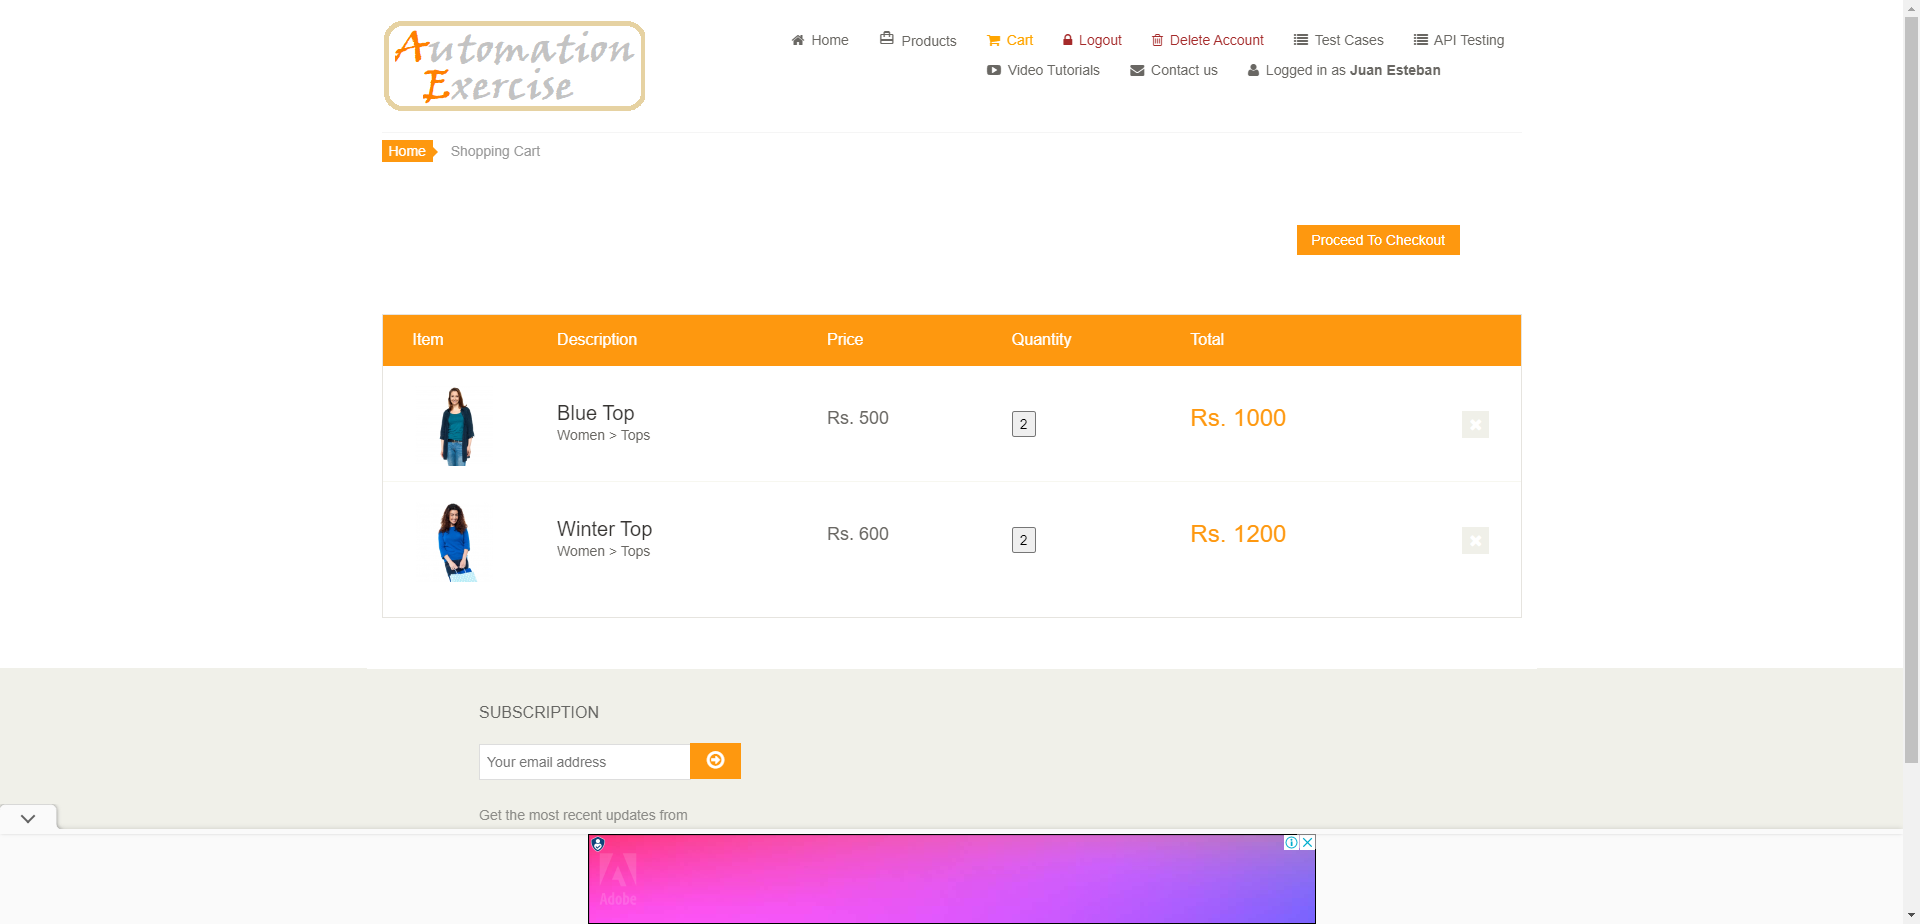 Automation
Exercise
Home
Products
Cart
Logout
Delete Account
Test Cases
API Testing
Video Tutorials
Contact us
Logged in as Juan Esteban
Home
Shopping Cart
Proceed To Checkout
Item Description Price Quantity Total
Blue Top
Women > Tops
Rs. 500
2
Rs. 1000
Winter Top
Women > Tops
Rs. 600
2
Rs. 1200
SUBSCRIPTION
Your email address
Get the most recent updates from
Adobe